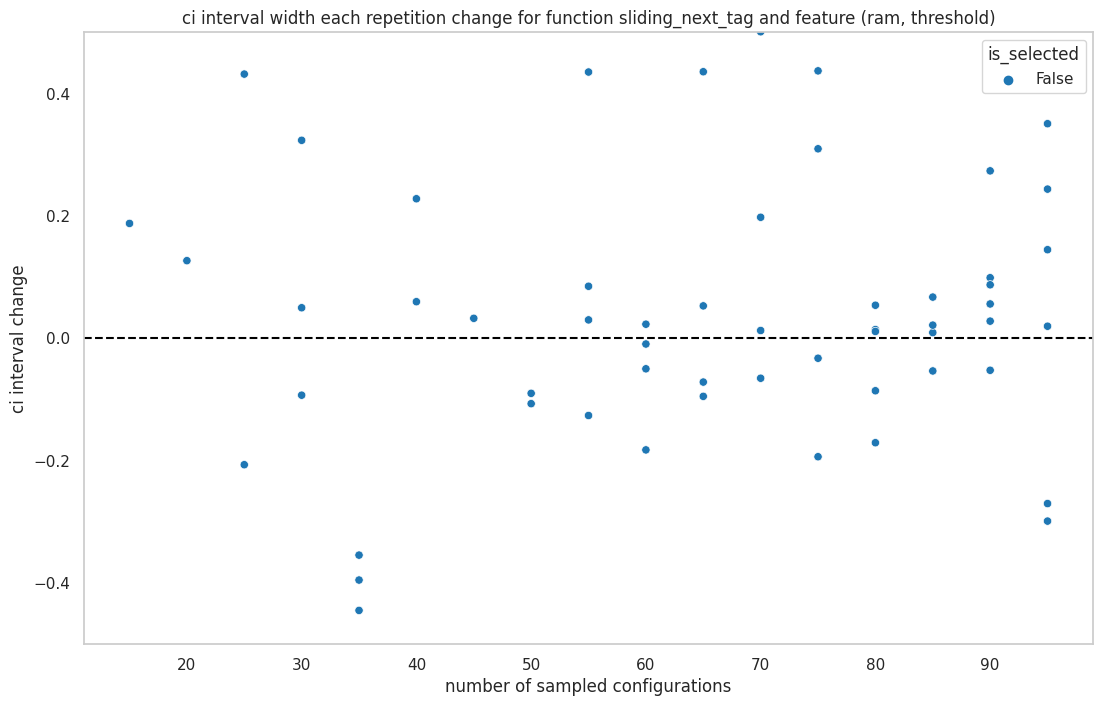 ci interval width each repetition change for function sliding_next_tag and feature (ram, threshold)
is_selected
False
ci interval change
0.4
0.2
0.0
−0.2
−0.4
20 30 40 50 60 70 80 90
number of sampled configurations